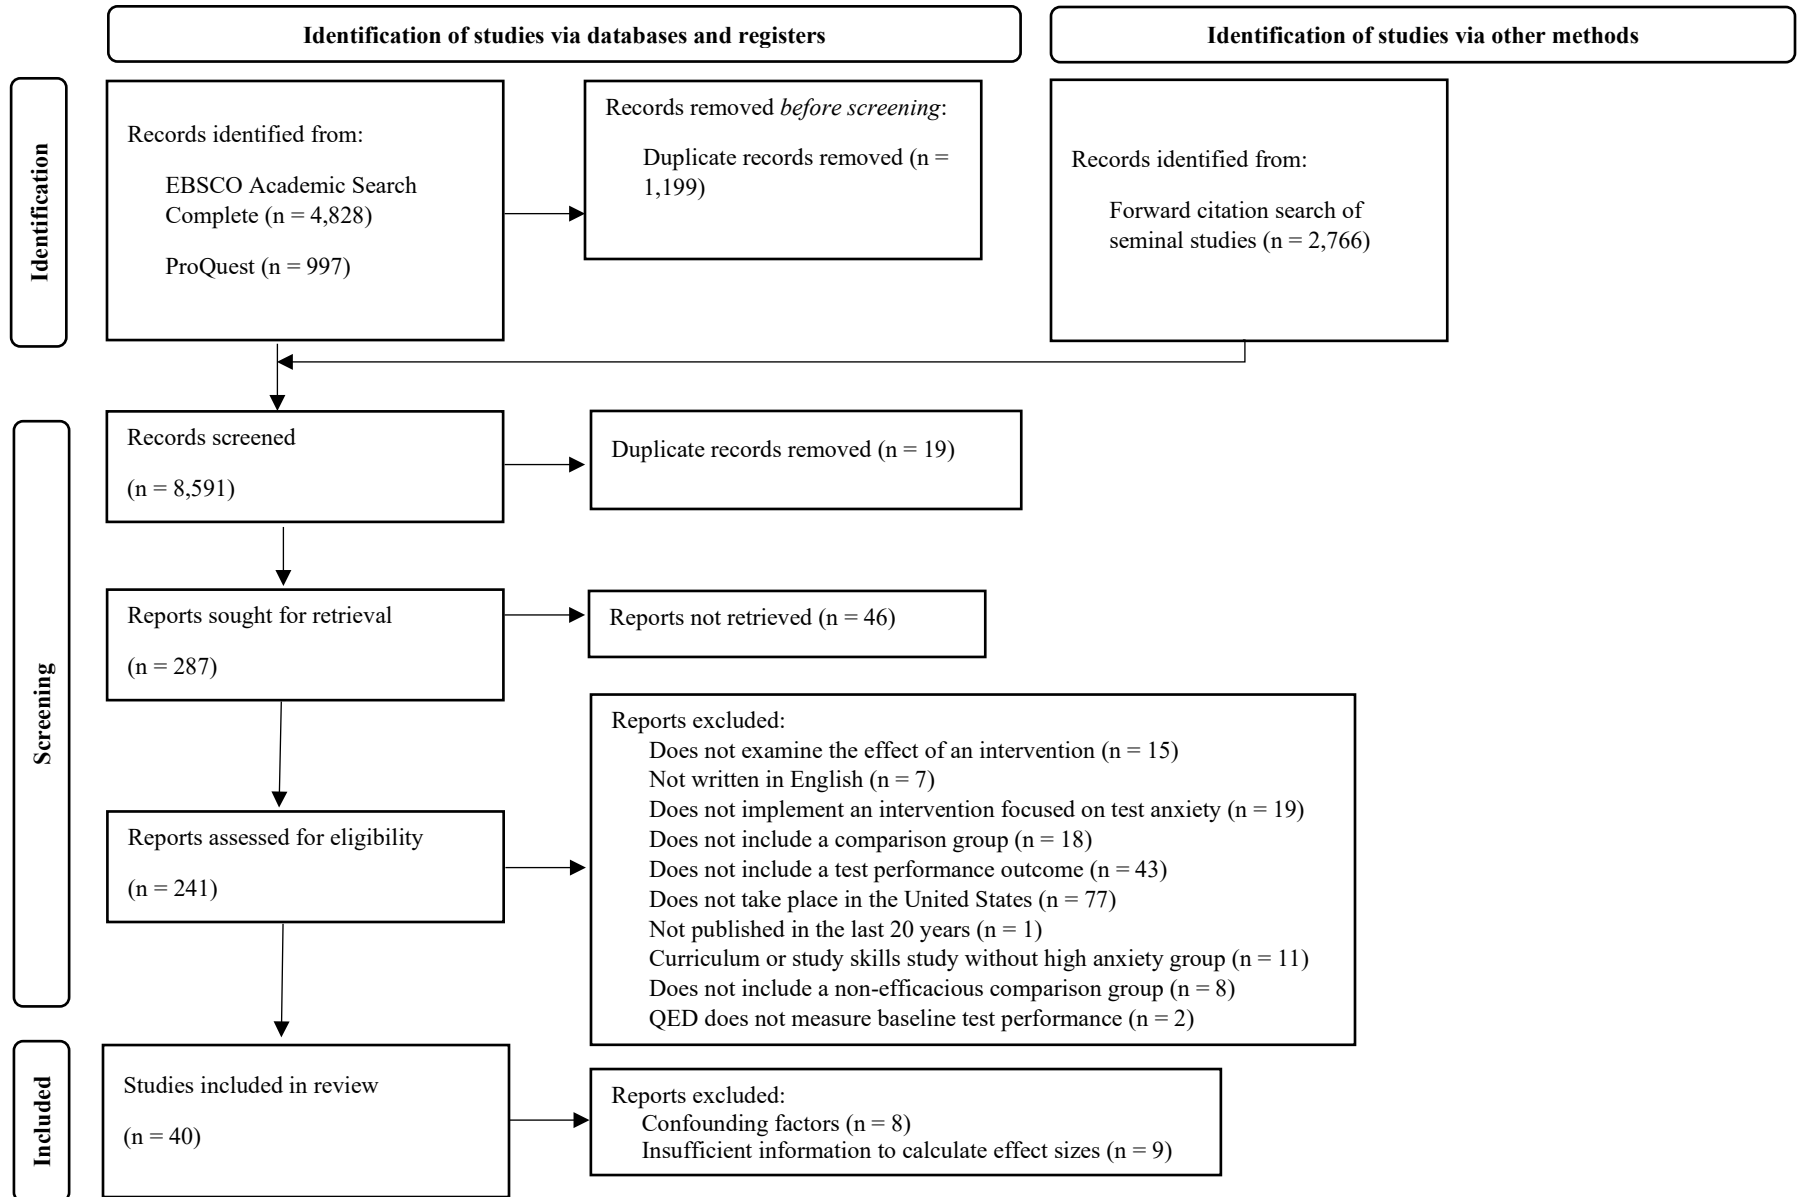 Identification of studies via databases and registers
Identification of studies via other methods
Identification
Records identified from:
EBSCO Academic Search
Complete (n = 4,828)
ProQuest (n = 997)
Records removed before screening:
Duplicate records removed (n =
1,199)
Records identified from:
Forward citation search of
seminal studies (n = 2,766)
Screening
Records screened
(n = 8,591)
Duplicate records removed (n = 19)
Reports sought for retrieval
(n = 287)
Reports not retrieved (n = 46)
Reports assessed for eligibility
(n = 241)
Reports excluded:
Does not examine the effect of an intervention (n = 15)
Not written in English (n = 7)
Does not implement an intervention focused on test anxiety (n = 19)
Does not include a comparison group (n = 18)
Does not include a test performance outcome (n = 43)
Does not take place in the United States (n = 77)
Not published in the last 20 years (n = 1)
Curriculum or study skills study without high anxiety group (n = 11)
Does not include a non-efficacious comparison group (n = 8)
QED does not measure baseline test performance (n = 2)
Included
Studies included in review
(n = 40)
Reports excluded:
Confounding factors (n = 8)
Insufficient information to calculate effect sizes (n = 9)